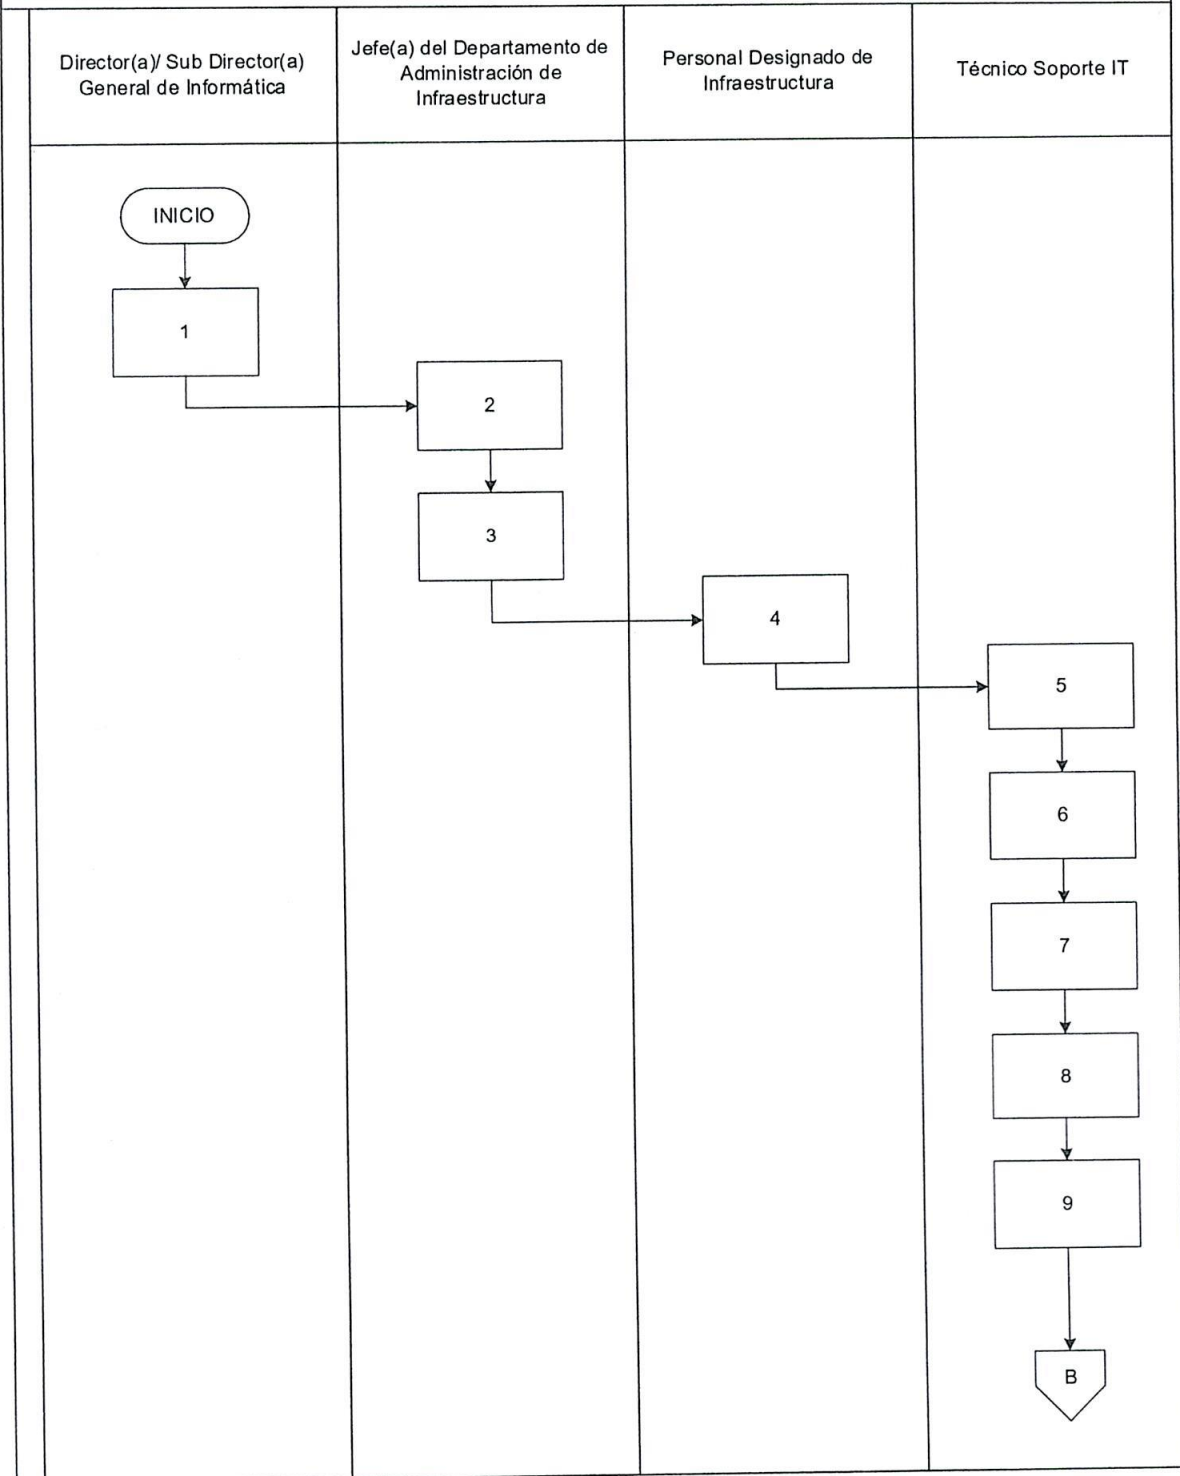 Director(a)/ Sub Director(a)
General de Informática
Jefe(a) del Departamento de
Administración de
Infraestructura
Personal Designado de
Infraestructura
Técnico Soporte IT
INICIO
1
2
3
4
5
6
7
8
9
B